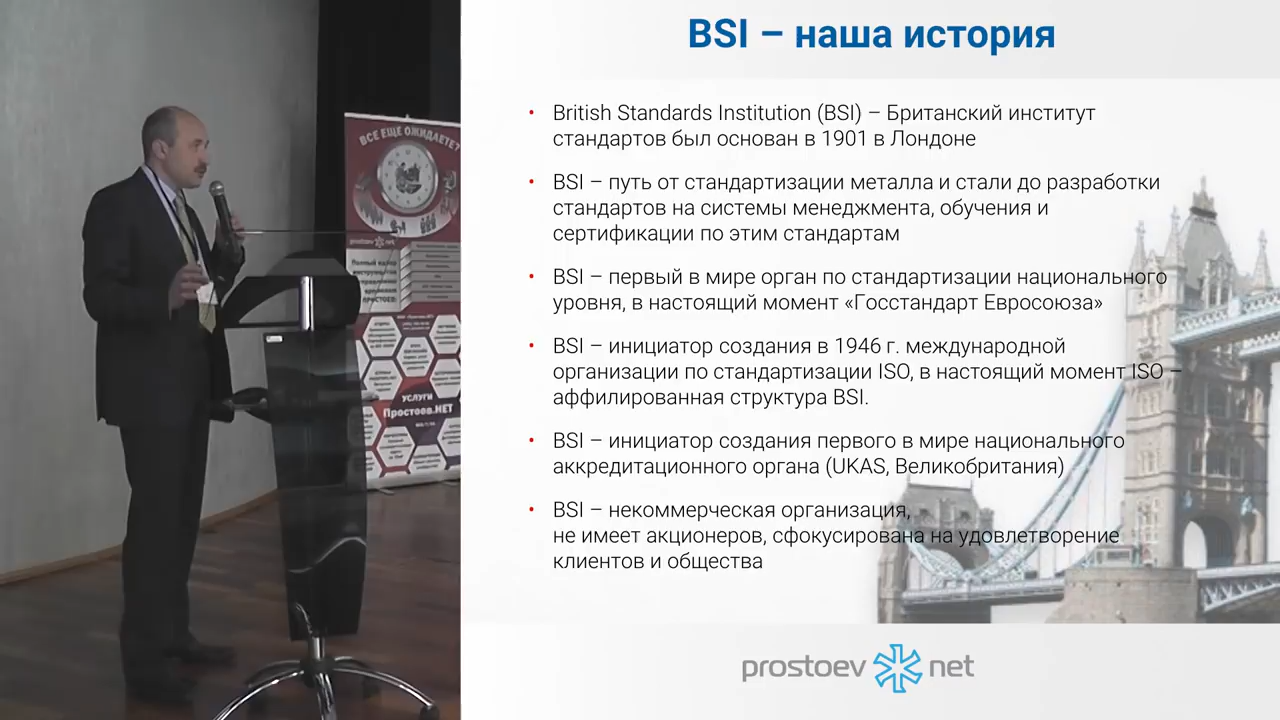 BSI – наша история
• British Standards Institution (BSI) – Британский институт
стандартов был основан в 1901 в Лондоне
• BSI – путь от стандартизации металла и стали до разработки
стандартов на системы менеджмента, обучения и
сертификации по этим стандартам
• BSI – первый в мире орган по стандартизации национального
уровня, в настоящий момент «Госстандарт Евросоюза»
• BSI – инициатор создания в 1946 г. международной
организации по стандартизации ISO, в настоящий момент ISO –
аффилированная структура BSI.
• BSI – инициатор создания первого в мире национального
аккредитационного органа (UKAS, Великобритания)
• BSI – некоммерческая организация,
не имеет акционеров, сфокусирована на удовлетворение
клиентов и общества
prostoev net
ВСЕ ЕЩЕ ОЖИДАЕТЕ?
prostoev net
УСЛУГИ
Простоев.НЕТ